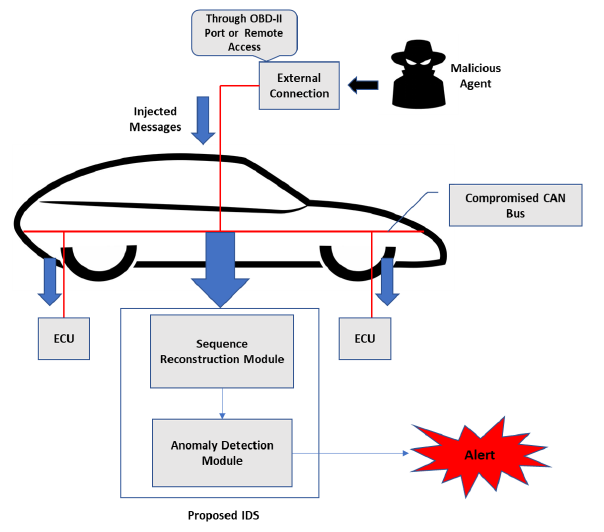 Through OBD-II
Port or Remote
Access
External
Connection
Malicious
Agent
Injected
Messages
Compromised CAN
Bus
ECU
ECU
Sequence
Reconstruction Module
Anomaly Detection
Module
Alert
Proposed IDS